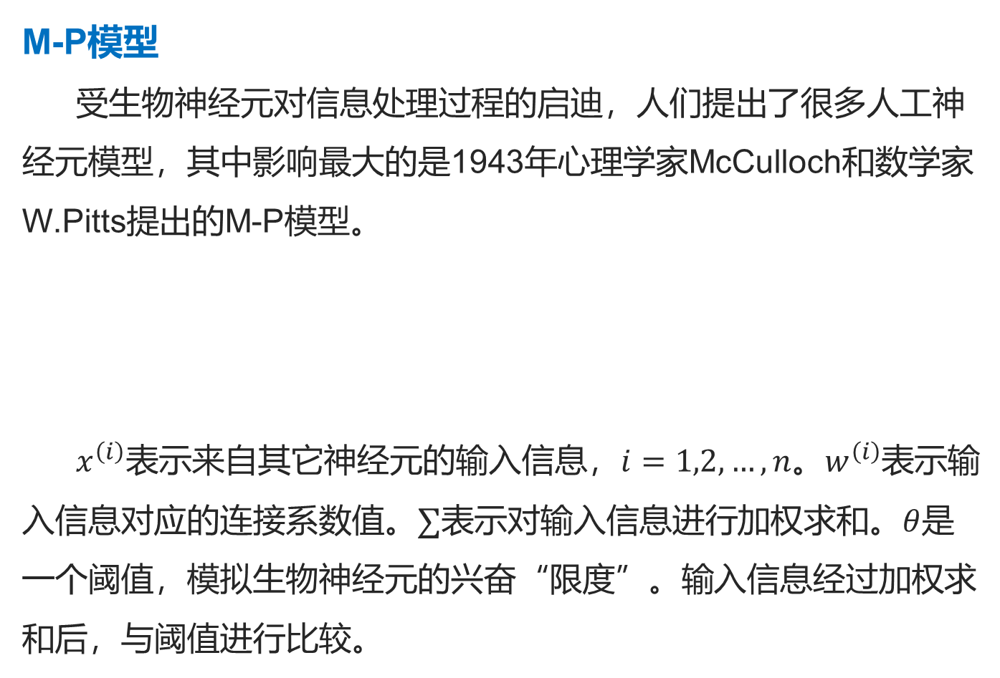 M-P模型
受生物神经元对信息处理过程的启迪，人们提出了很多人工神
经元模型，其中影响最大的是1943年心理学家McCulloch和数学家
W.Pitts提出的M-P模型。
x⁽ⁱ⁾表示来自其它神经元的输入信息，i = 1,2, … , n。w⁽ⁱ⁾表示输
入信息对应的连接系数值。∑表示对输入信息进行加权求和。θ是
一个阈值，模拟生物神经元的兴奋“限度”。输入信息经过加权求
和后，与阈值进行比较。